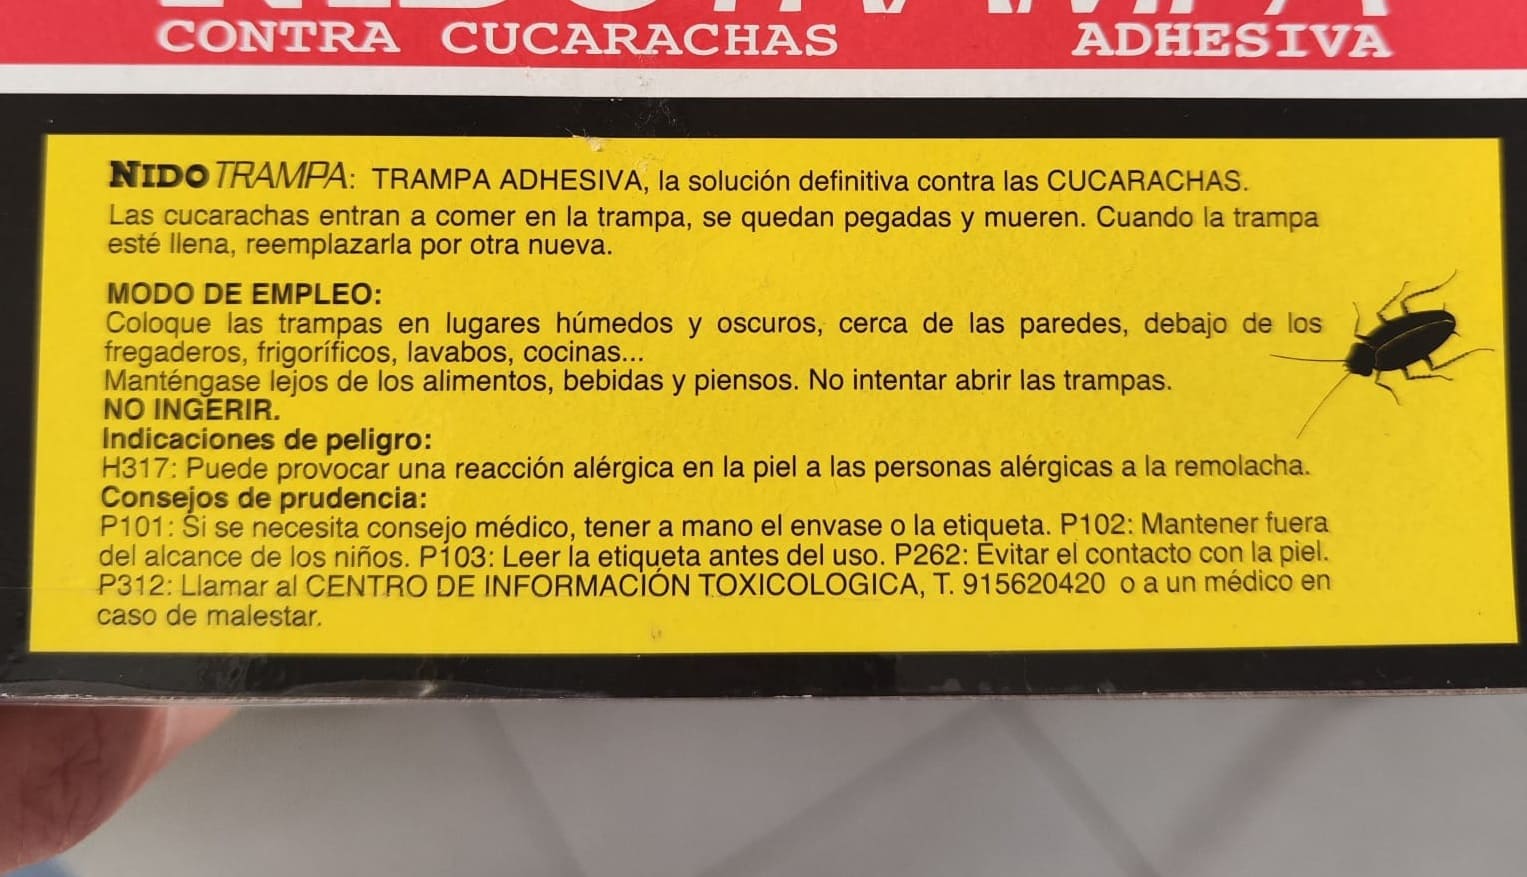 CONTRA CUCARACHAS ADHESIVA
NIDOTRAMPA: TRAMPA ADHESIVA, la solución definitiva contra las CUCARACHAS.
Las cucarachas entran a comer en la trampa, se quedan pegadas y mueren. Cuando la trampa
esté llena, reemplazarla por otra nueva.
MODO DE EMPLEO:
Coloque las trampas en lugares húmedos y oscuros, cerca de las paredes, debajo de los
fregaderos, frigoríficos, lavabos, cocinas...
Manténgase lejos de los alimentos, bebidas y piensos. No intentar abrir las trampas.
NO INGERIR.
Indicaciones de peligro:
H317: Puede provocar una reacción alérgica en la piel a las personas alérgicas a la remolacha.
Consejos de prudencia:
P101: Si se necesita consejo médico, tener a mano el envase o la etiqueta. P102: Mantener fuera
del alcance de los niños. P103: Leer la etiqueta antes del uso. P262: Evitar el contacto con la piel.
P312: Llamar al CENTRO DE INFORMACIÓN TOXICOLOGICA, T. 915620420 o a un médico en
caso de malestar.